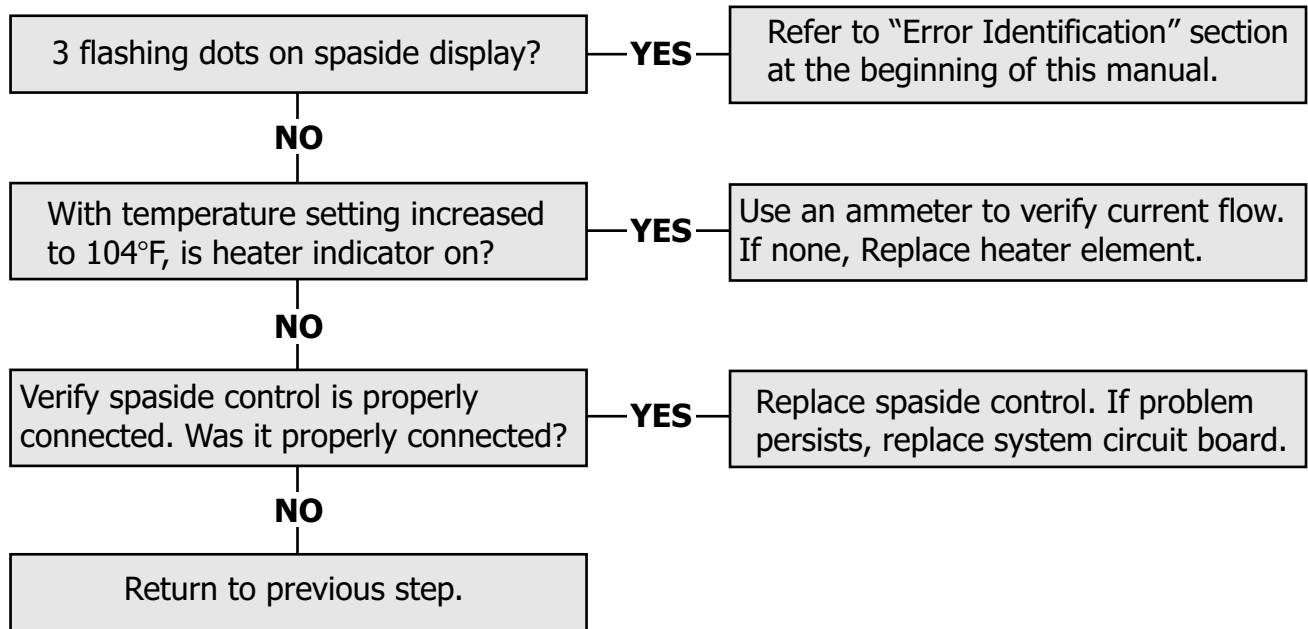 3 flashing dots on spaside display?
YES
Refer to “Error Identification” section
at the beginning of this manual.
NO
With temperature setting increased
to 104°F, is heater indicator on?
YES
Use an ammeter to verify current flow.
If none, Replace heater element.
NO
Verify spaside control is properly
connected. Was it properly connected?
YES
Replace spaside control. If problem
persists, replace system circuit board.
NO
Return to previous step.